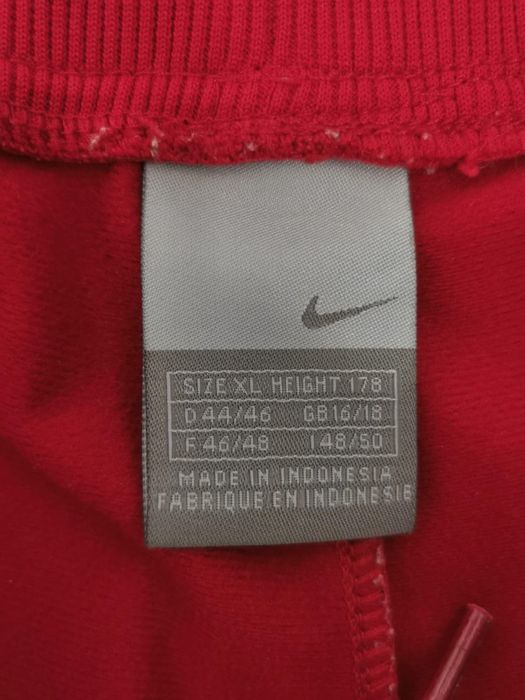 SIZE XL HEIGHT 178
D 44/46 GB 16/18
F 46/48 I 48/50
MADE IN INDONESIA
FABRIQUE EN INDONESIE